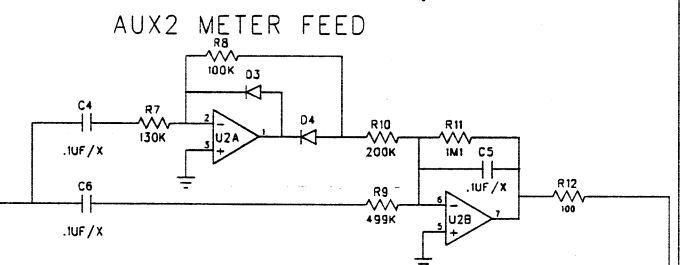 AUX2 METER FEED
R8
100K
D3
C4
.1UF/X
R7
130K
2
-
3
+
U2A
1
D4
R10
200K
R11
1M1
C5
.1UF/X
C6
.1UF/X
R9
499K
6
-
5
+
U2B
7
R12
100